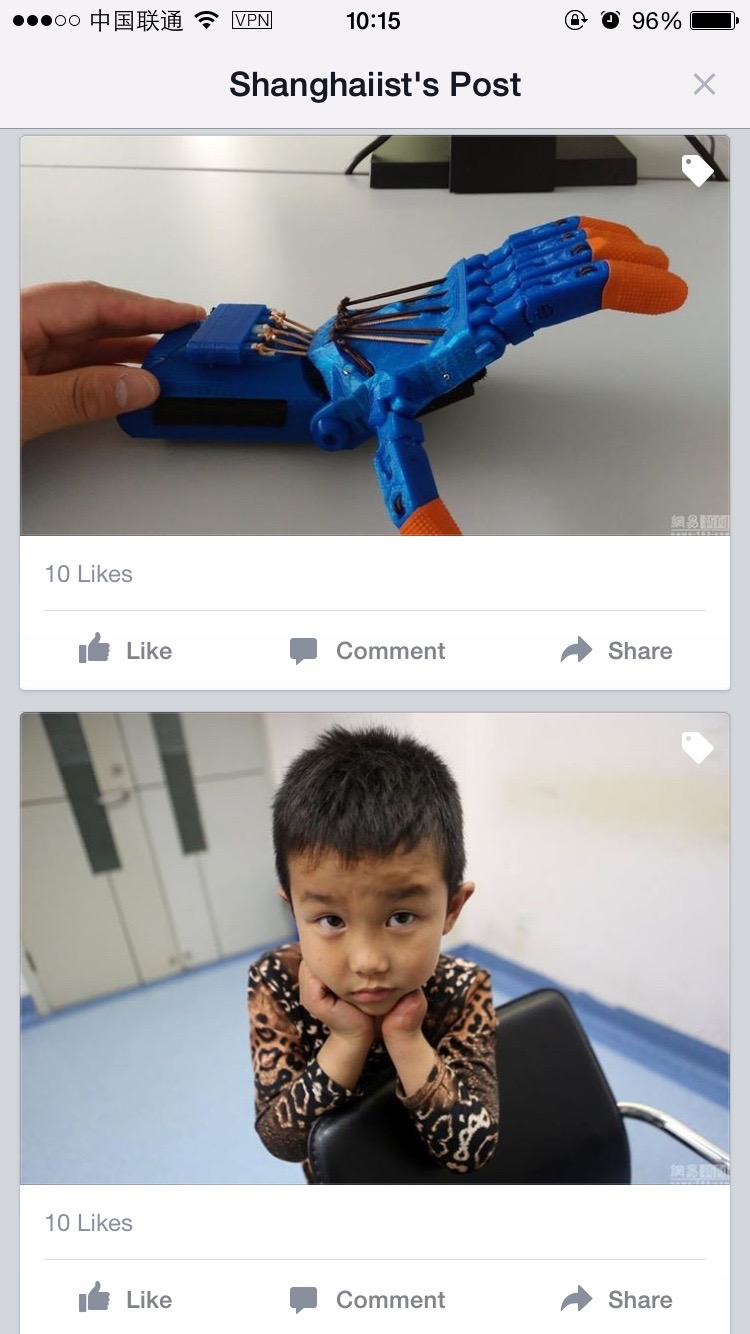 中国联通 VPN 10:15 96%
Shanghaiist's Post
网易新闻
10 Likes
Like Comment Share
网易新闻
10 Likes
Like Comment Share